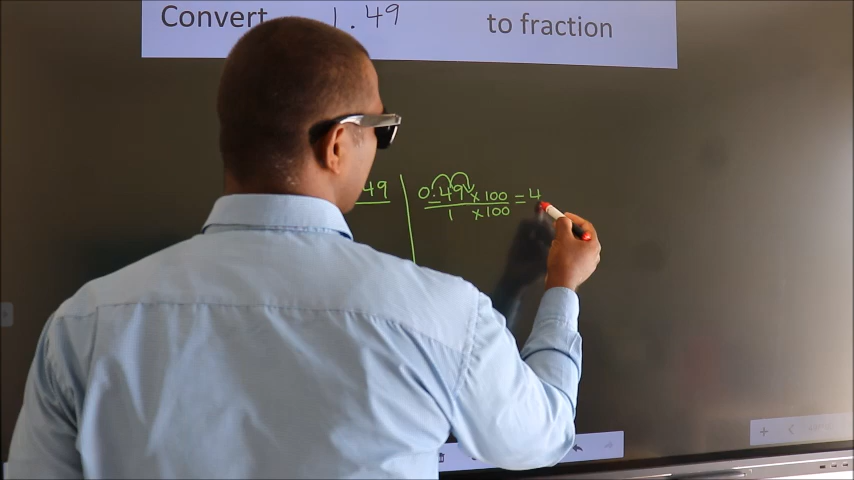 Convert 1.49 to fraction
49
0.49 x 100 = 4
1 x 100